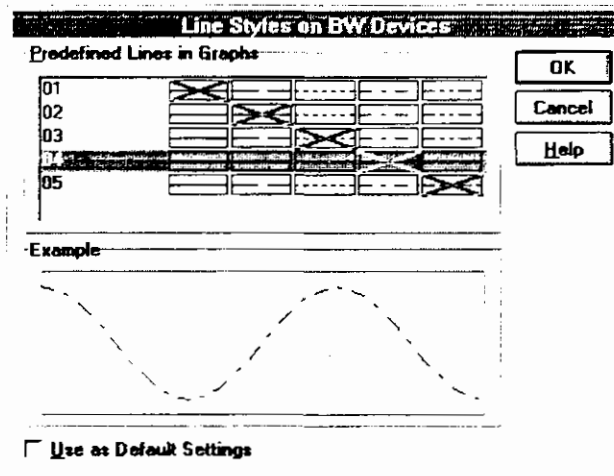 Line Styles on BW Devices
Predefined Lines in Graphs
01
02
03
04
05
OK
Cancel
Help
Example
Use as Default Settings